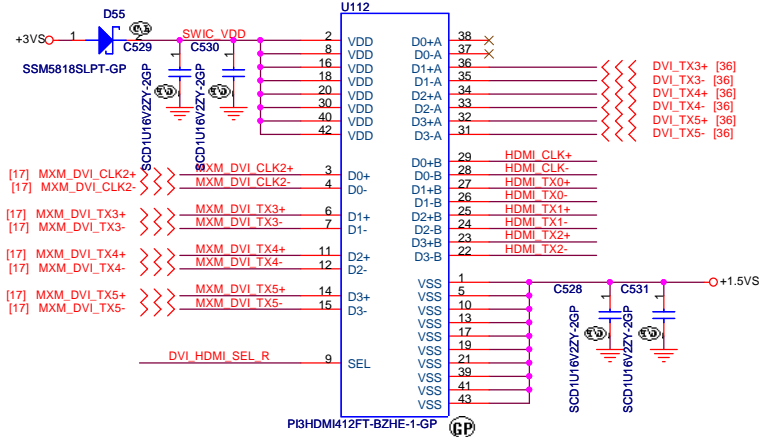 U112
D55
+3VS 1 2 SWIC_VDD
C529 C530
SSM5818SLPT-GP
SCD1U16V2ZY-2GP
SCD1U16V2ZY-2GP
2 VDD
8 VDD
16 VDD
18 VDD
20 VDD
30 VDD
40 VDD
42 VDD
D0+A 38
D0-A 37
D1+A 36 DVI_TX3+ [36]
D1-A 35 DVI_TX3- [36]
D2+A 34 DVI_TX4+ [36]
D2-A 33 DVI_TX4- [36]
D3+A 32 DVI_TX5+ [36]
D3-A 31 DVI_TX5- [36]
[17] MXM_DVI_CLK2+ MXM_DVI_CLK2+ 3 D0+
[17] MXM_DVI_CLK2- MXM_DVI_CLK2- 4 D0-
[17] MXM_DVI_TX3+ MXM_DVI_TX3+ 6 D1+
[17] MXM_DVI_TX3- MXM_DVI_TX3- 7 D1-
[17] MXM_DVI_TX4+ MXM_DVI_TX4+ 11 D2+
[17] MXM_DVI_TX4- MXM_DVI_TX4- 12 D2-
[17] MXM_DVI_TX5+ MXM_DVI_TX5+ 14 D3+
[17] MXM_DVI_TX5- MXM_DVI_TX5- 15 D3-
DVI_HDMI_SEL_R 9 SEL
D0+B 29 HDMI_CLK+
D0-B 28 HDMI_CLK-
D1+B 27 HDMI_TX0+
D1-B 26 HDMI_TX0-
D2+B 25 HDMI_TX1+
D2-B 24 HDMI_TX1-
D3+B 23 HDMI_TX2+
D3-B 22 HDMI_TX2-
VSS 1
VSS 5
VSS 10
VSS 13
VSS 17
VSS 19
VSS 21
VSS 39
VSS 41
VSS 43
+1.5VS
C528 C531
1 1
SCD1U16V2ZY-2GP
SCD1U16V2ZY-2GP
PI3HDMI412FT-BZHE-1-GP
GP